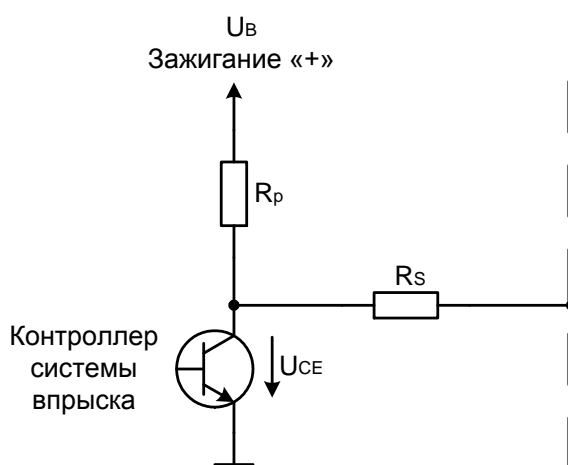 UB
Зажигание «+»
Rp
RS
Контроллер
системы
впрыска
UCE